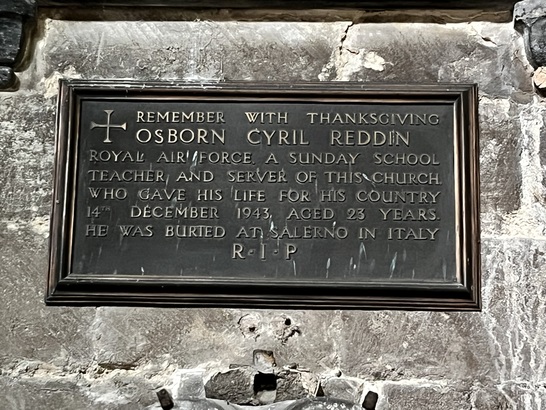 REMEMBER WITH THANKSGIVING
OSBORN CYRIL REDDIN
ROYAL AIR FORCE. A SUNDAY SCHOOL
TEACHER, AND SERVER OF THIS CHURCH,
WHO GAVE HIS LIFE FOR HIS COUNTRY
14TH DECEMBER 1943, AGED 23 YEARS.
HE WAS BURIED AT SALERNO IN ITALY
R·I·P